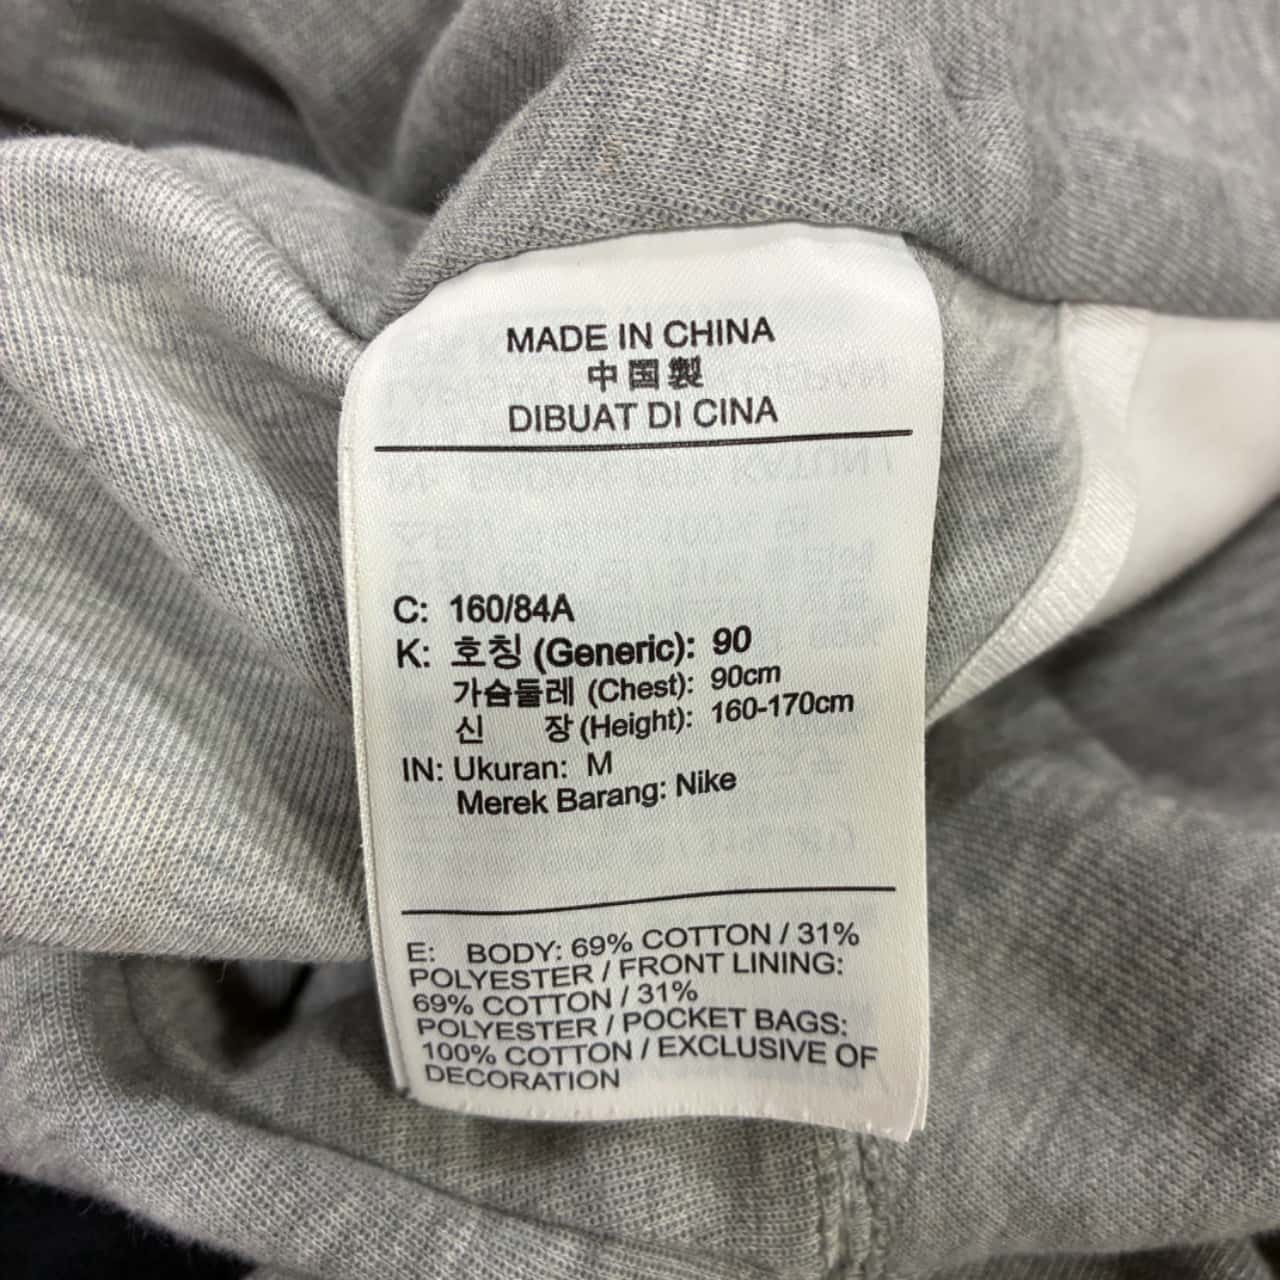 MADE IN CHINA
中国製
DIBUAT DI CINA
C: 160/84A
K: 호칭 (Generic): 90
가슴둘레 (Chest): 90cm
신 장 (Height): 160-170cm
IN: Ukuran: M
Merek Barang: Nike
E: BODY: 69% COTTON / 31%
POLYESTER / FRONT LINING:
69% COTTON / 31%
POLYESTER / POCKET BAGS:
100% COTTON / EXCLUSIVE OF
DECORATION